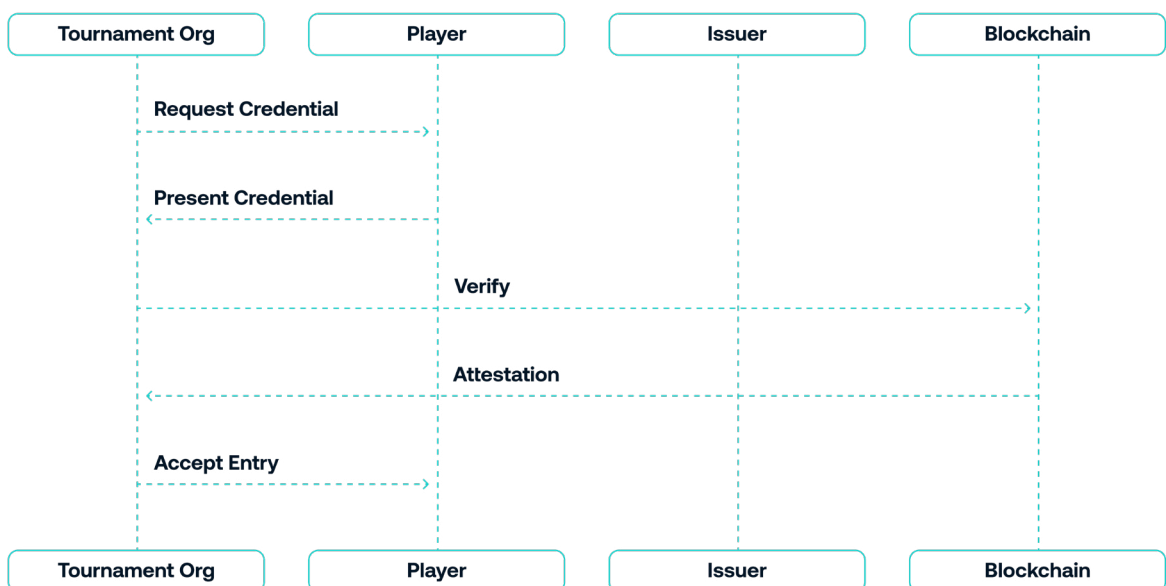 Tournament Org
Player
Issuer
Blockchain
Request Credential
Present Credential
Verify
Attestation
Accept Entry
Tournament Org
Player
Issuer
Blockchain